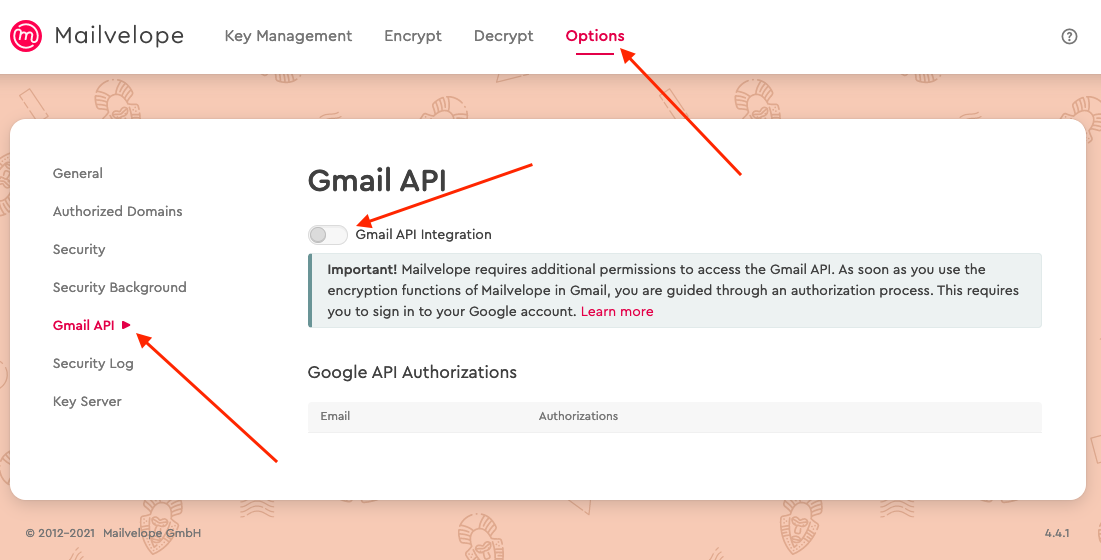 Mailvelope
Key Management
Encrypt
Decrypt
Options
General
Authorized Domains
Security
Security Background
Gmail API
Security Log
Key Server
Gmail API
Gmail API Integration
Important! Mailvelope requires additional permissions to access the Gmail API. As soon as you use the
encryption functions of Mailvelope in Gmail, you are guided through an authorization process. This requires
you to sign in to your Google account. Learn more
Google API Authorizations
Email
Authorizations
© 2012-2021 Mailvelope GmbH
4.4.1